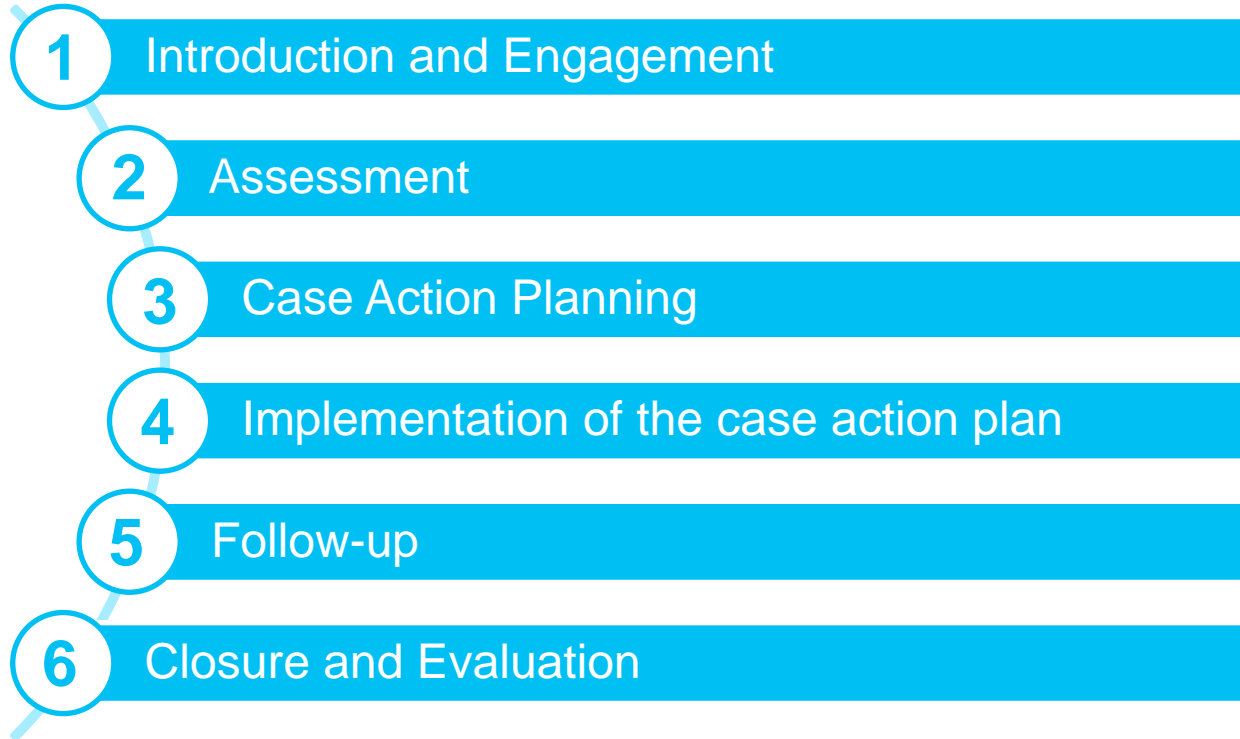 1 Introduction and Engagement
2 Assessment
3 Case Action Planning
4 Implementation of the case action plan
5 Follow-up
6 Closure and Evaluation